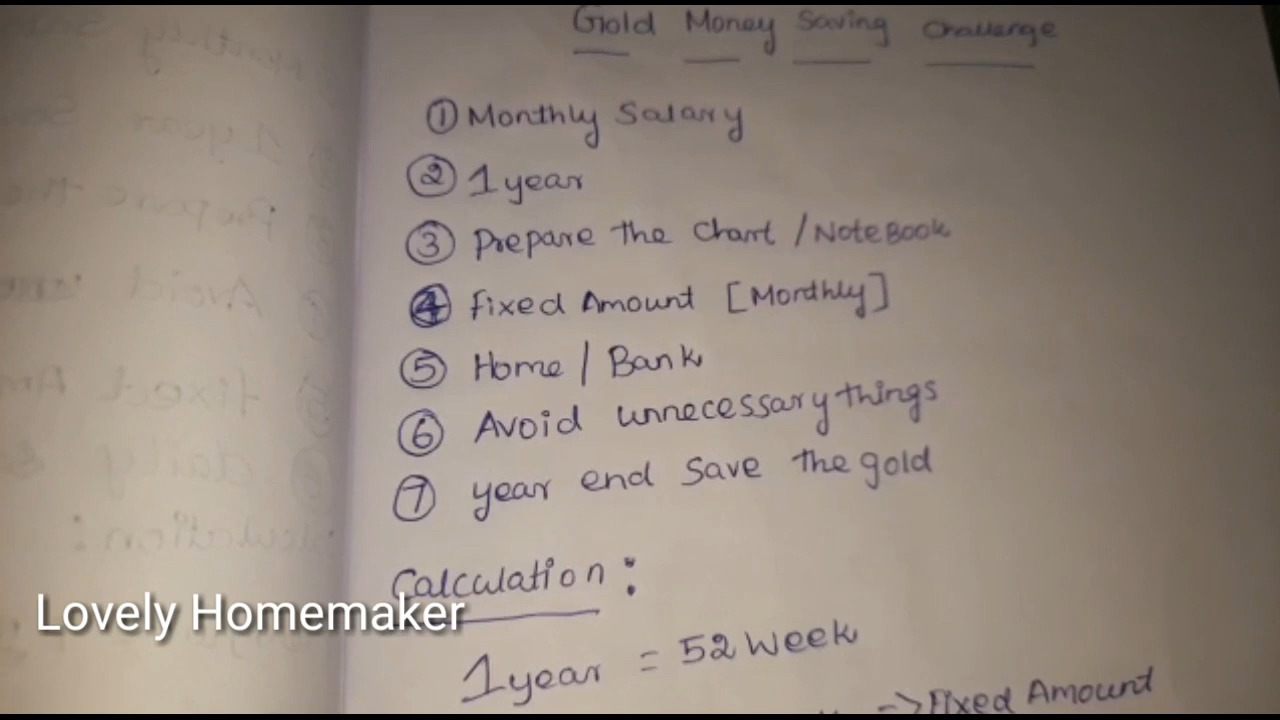 Gold Money Saving Challenge
① Monthly Salary
② 1 year
③ Prepare the Chart / NoteBook
④ Fixed Amount [Monthly]
⑤ Home / Bank
⑥ Avoid unnecessary things
⑦ year end Save the gold
Calculation :
Lovely Homemaker
1 year = 52 week
-> Fixed Amount